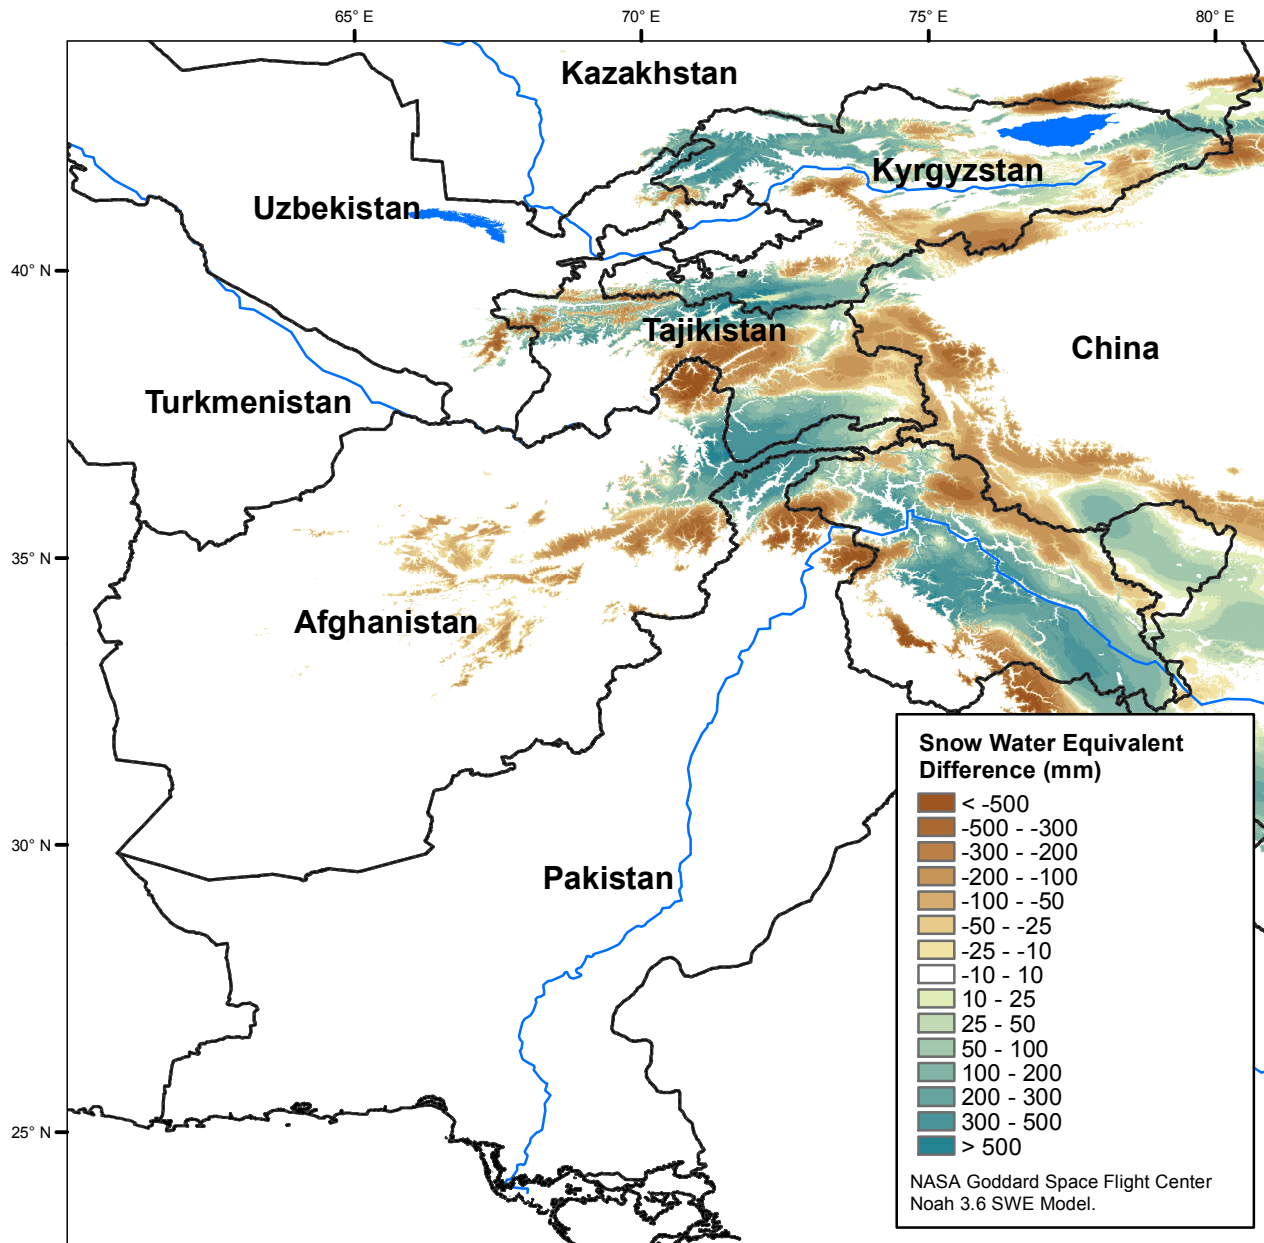 65° E
70° E
75° E
80° E
Kazakhstan
Kyrgyzstan
Uzbekistan
40° N
Tajikistan
China
Turkmenistan
35° N
Afghanistan
30° N
Pakistan
25° N
Snow Water Equivalent
Difference (mm)
< -500
-500 - -300
-300 - -200
-200 - -100
-100 - -50
-50 - -25
-25 - -10
-10 - 10
10 - 25
25 - 50
50 - 100
100 - 200
200 - 300
300 - 500
> 500
NASA Goddard Space Flight Center
Noah 3.6 SWE Model.